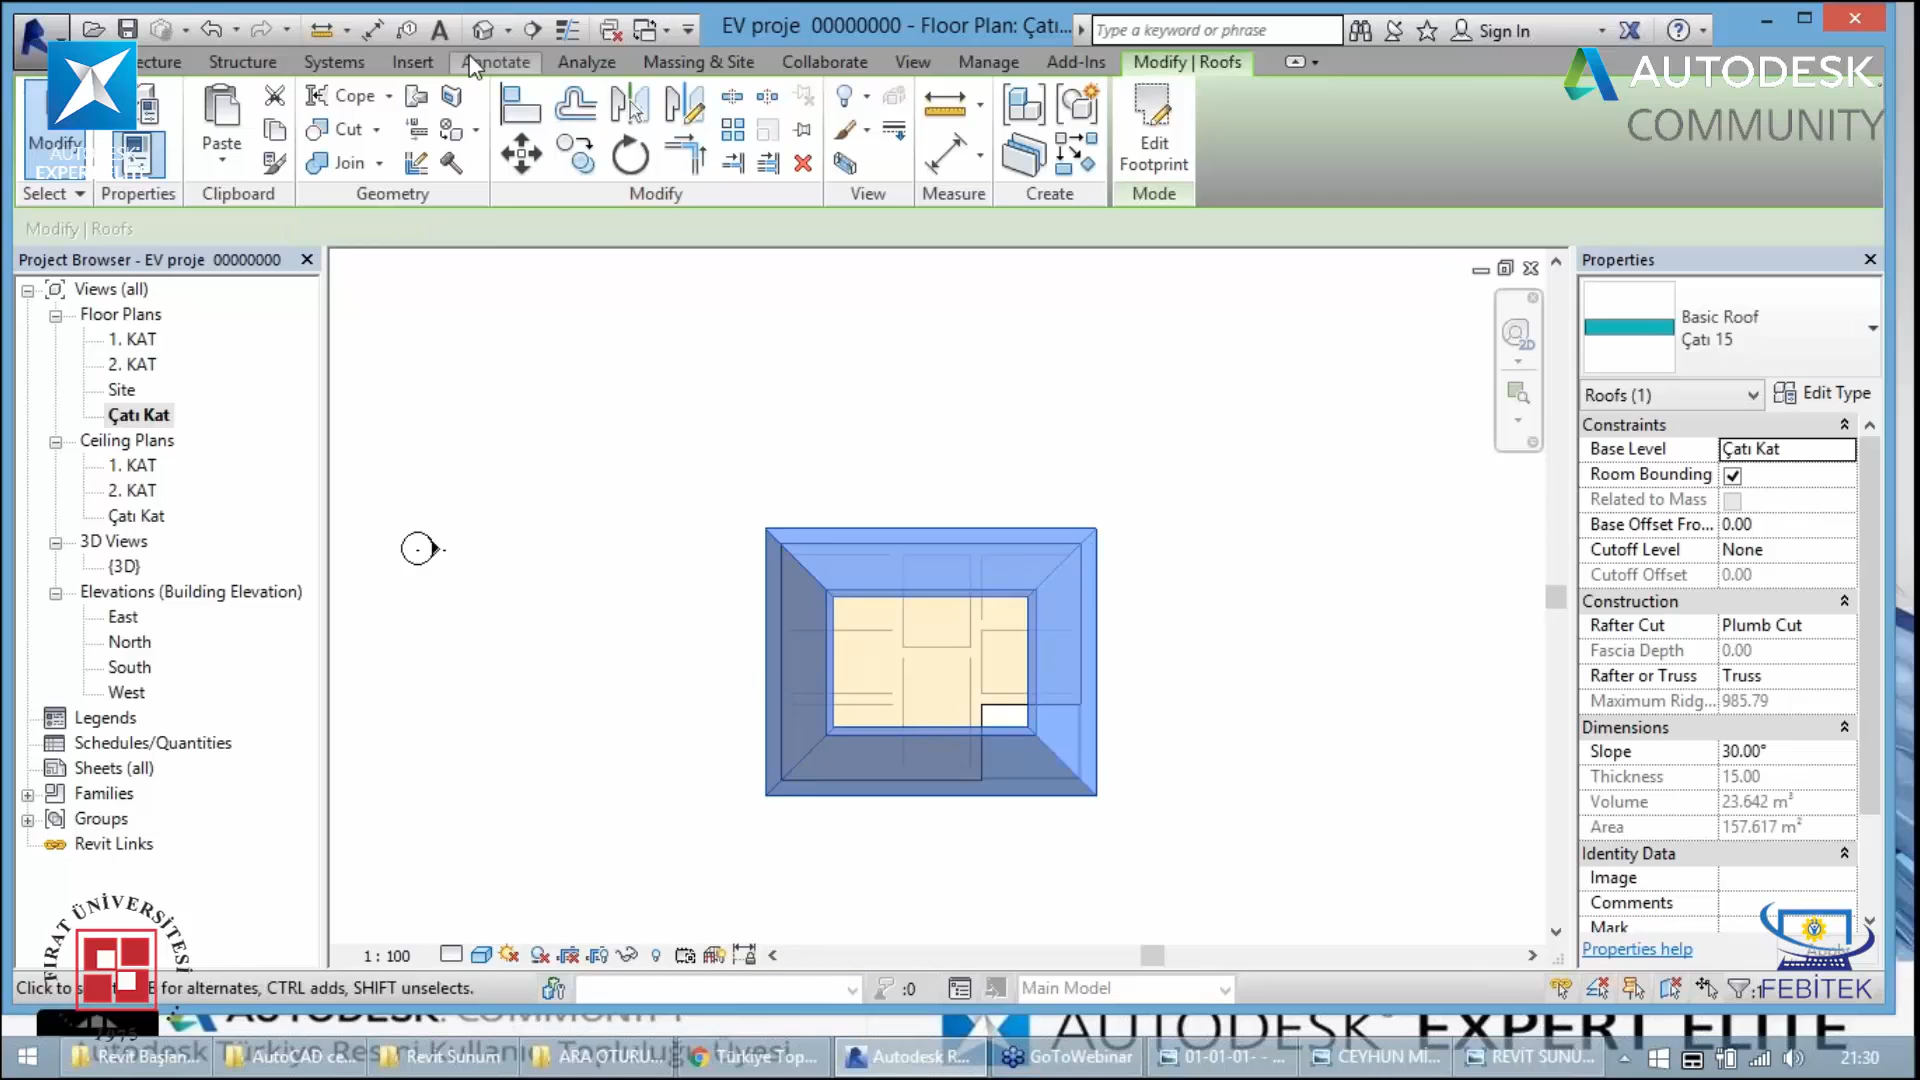 EV proje 00000000 - Floor Plan: Çatı...
Type a keyword or phrase
Sign In
Structure
Systems
Insert
Analyze
Massing & Site
Collaborate
View
Manage
Add-Ins
Modify | Roofs
AUTODESK
COMMUNITY
Modify
Paste
Cope
Cut
Join
Edit
Footprint
Select
Properties
Clipboard
Geometry
Modify
View
Measure
Create
Mode
Modify | Roofs
Project Browser - EV proje 00000000
Views (all)
Floor Plans
1. KAT
2. KAT
Site
Çatı Kat
Ceiling Plans
1. KAT
2. KAT
Çatı Kat
3D Views
{3D}
Elevations (Building Elevation)
East
North
South
West
Legends
Schedules/Quantities
Sheets (all)
Families
Groups
Revit Links
2D
Properties
Basic Roof
Çatı 15
Roofs (1)
Edit Type
Constraints
Base Level Çatı Kat
Room Bounding
Related to Mass
Base Offset Fro... 0.00
Cutoff Level None
Cutoff Offset 0.00
Construction
Rafter Cut Plumb Cut
Fascia Depth 0.00
Rafter or Truss Truss
Maximum Ridg... 985.79
Dimensions
Slope 30.00°
Thickness 15.00
Volume 23.642 m³
Area 157.617 m²
Identity Data
Image
Comments
Mark
Properties help
FEBİTEK
FIRAT ÜNİVERSİTESİ
1975
1 : 100
for alternates, CTRL adds, SHIFT unselects.
:0
Main Model
AUTODESK EXPERT ELITE
Revit Başlan...
AutoCAD ce...
Revit Sunum
ARA OTURU...
Türkiye Top...
Autodesk R...
GoToWebinar
01-01-01- - ...
CEYHUN Mİ...
REVİT SUNU...
21:30